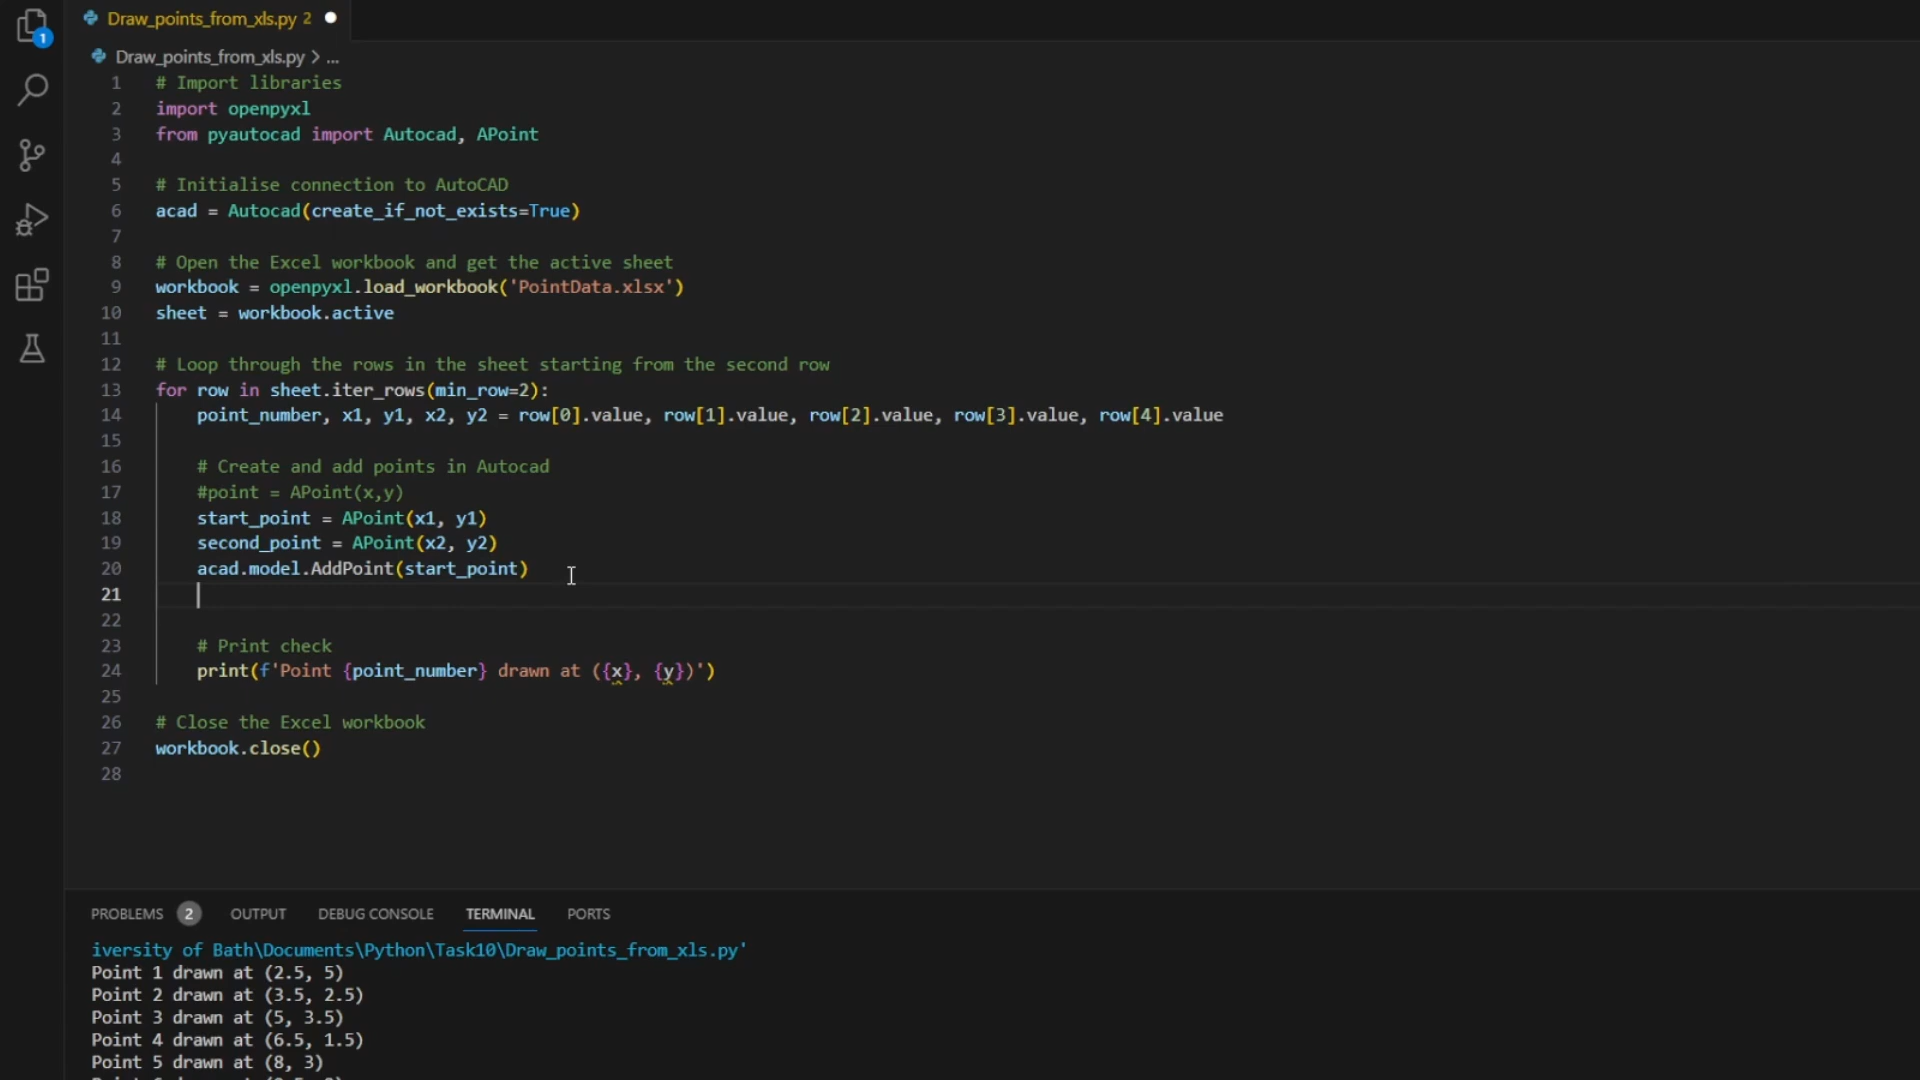 1
Draw_points_from_xls.py 2
Draw_points_from_xls.py > ...
1 # Import libraries
2 import openpyxl
3 from pyautocad import Autocad, APoint
4
5 # Initialise connection to AutoCAD
6 acad = Autocad(create_if_not_exists=True)
7
8 # Open the Excel workbook and get the active sheet
9 workbook = openpyxl.load_workbook('PointData.xlsx')
10 sheet = workbook.active
11
12 # Loop through the rows in the sheet starting from the second row
13 for row in sheet.iter_rows(min_row=2):
14 point_number, x1, y1, x2, y2 = row[0].value, row[1].value, row[2].value, row[3].value, row[4].value
15
16 # Create and add points in Autocad
17 #point = APoint(x,y)
18 start_point = APoint(x1, y1)
19 second_point = APoint(x2, y2)
20 acad.model.AddPoint(start_point)
21
22
23 # Print check
24 print(f'Point {point_number} drawn at ({x}, {y})')
25
26 # Close the Excel workbook
27 workbook.close()
28
PROBLEMS 2 OUTPUT DEBUG CONSOLE TERMINAL PORTS
iversity of Bath\Documents\Python\Task10\Draw_points_from_xls.py'
Point 1 drawn at (2.5, 5)
Point 2 drawn at (3.5, 2.5)
Point 3 drawn at (5, 3.5)
Point 4 drawn at (6.5, 1.5)
Point 5 drawn at (8, 3)